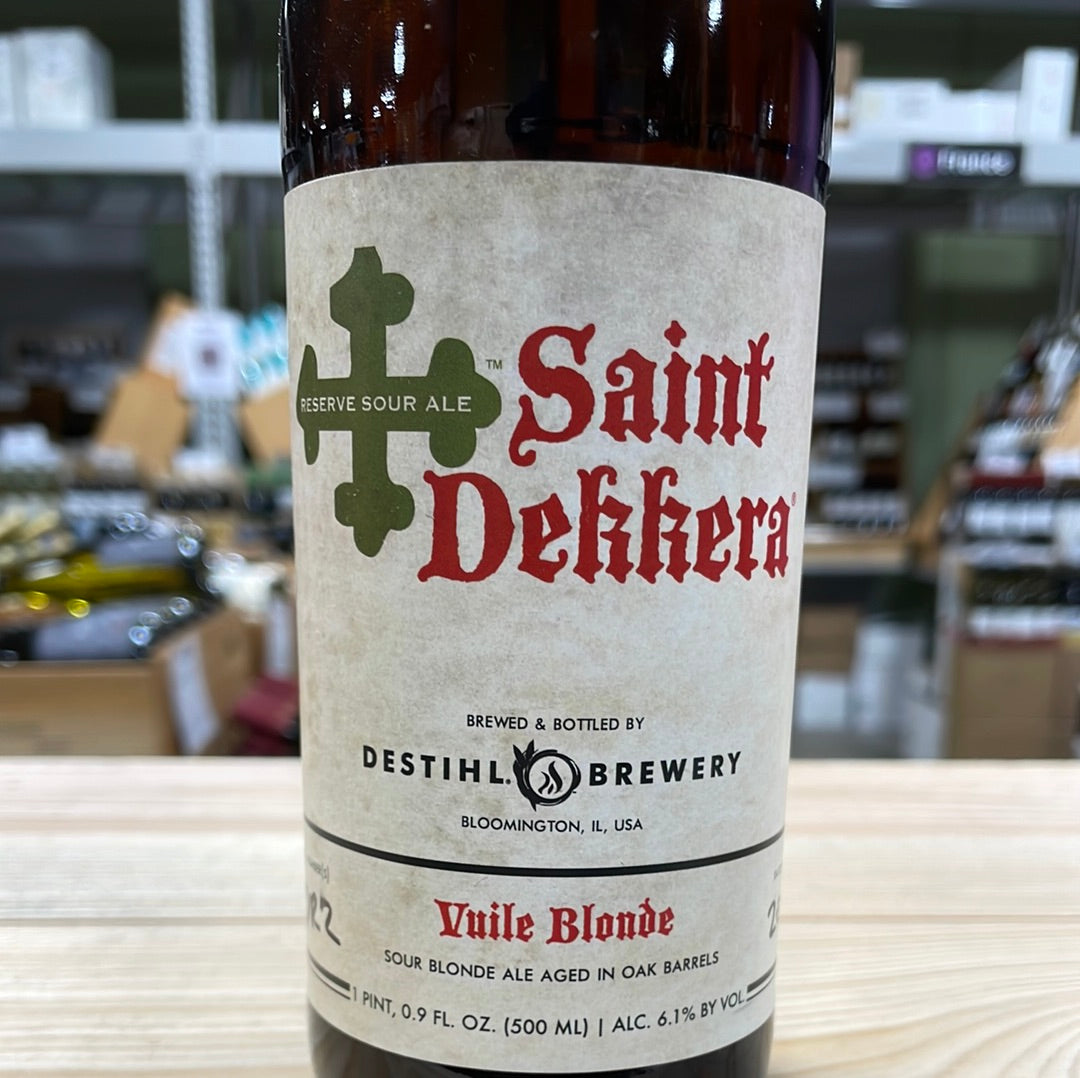 France
RESERVE SOUR ALE
™
Saint
Dekkera®
BREWED & BOTTLED BY
DESTIHL. BREWERY
BLOOMINGTON, IL, USA
Vuile Blonde
SOUR BLONDE ALE AGED IN OAK BARRELS
1 PINT, 0.9 FL. OZ. (500 ML) | ALC. 6.1% BY VOL.